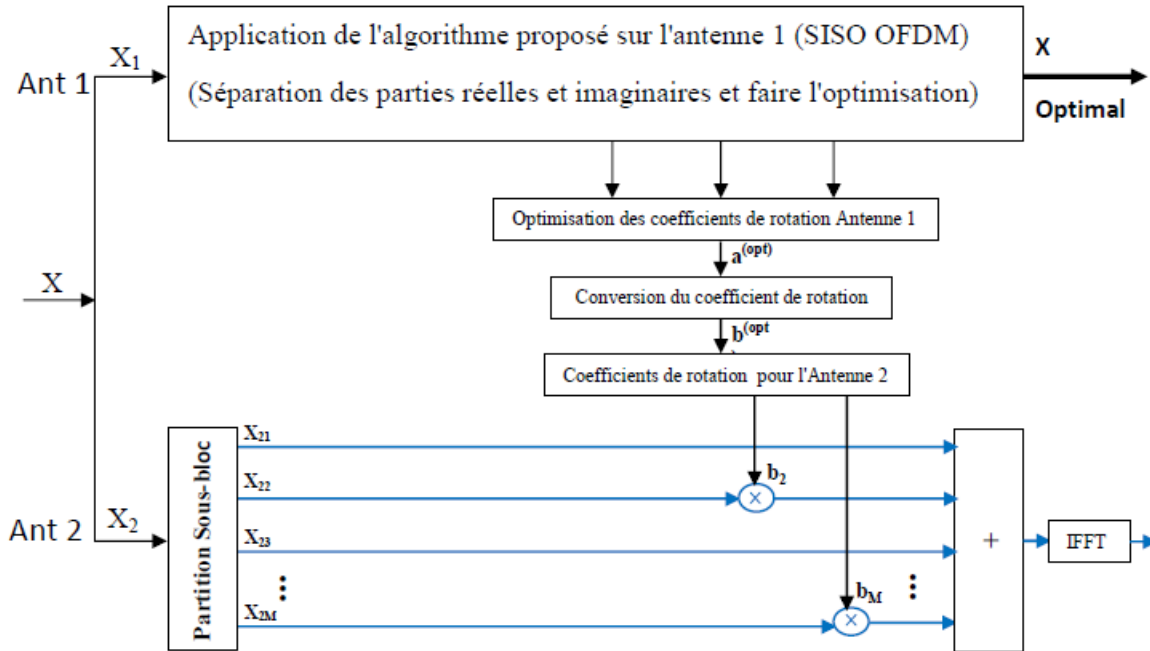 Application de l'algorithme proposé sur l'antenne 1 (SISO OFDM)
(Séparation des parties réelles et imaginaires et faire l'optimisation)
Ant 1
X₁
X
Optimal
Optimisation des coefficients de rotation Antenne 1
a⁽ᵒᵖᵗ⁾
X
Conversion du coefficient de rotation
b⁽ᵒᵖᵗ
Coefficients de rotation pour l'Antenne 2
Ant 2
X₂
Partition Sous-bloc
X₂₁
X₂₂
b₂
×
X₂₃
⋮
X₂M
bM
×
⋮
+
IFFT